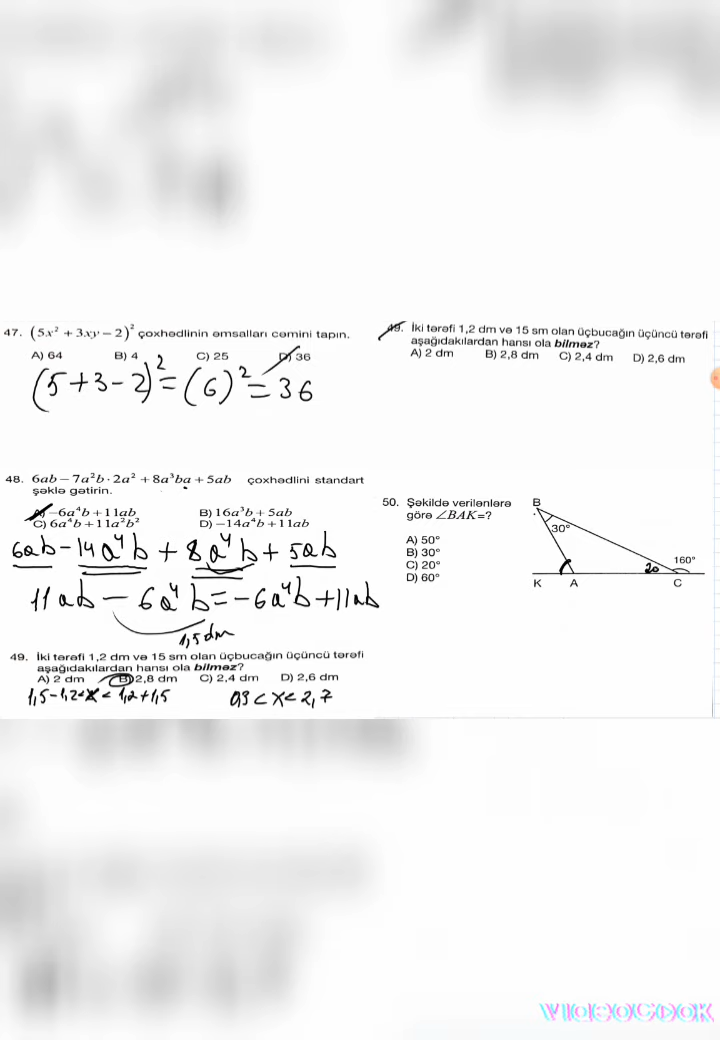 47. (5x² + 3xy – 2)² çoxhədlinin əmsalları cəmini tapın.
A) 64 B) 4 C) 25 D) 36
(5+3-2)²=(6)²=36
48. 6ab – 7a²b · 2a² + 8a³ba + 5ab çoxhədlini standart
şəklə gətirin.
A) –6a⁴b + 11ab B) 16a³b + 5ab
C) 6a⁴b + 11a²b² D) –14a⁴b + 11ab
6ab - 14a⁴b + 8a⁴b + 5ab
11ab - 6a⁴b = -6a⁴b + 11ab
1,5 dm
49. İki tərəfi 1,2 dm və 15 sm olan üçbucağın üçüncü tərəfi
aşağıdakılardan hansı ola bilməz?
A) 2 dm B) 2,8 dm C) 2,4 dm D) 2,6 dm
1,5-1,2<x<1,2+1,5 0,3<x<2,7
49. İki tərəfi 1,2 dm və 15 sm olan üçbucağın üçüncü tərəfi
aşağıdakılardan hansı ola bilməz?
A) 2 dm B) 2,8 dm C) 2,4 dm D) 2,6 dm
50. Şəkildə verilənlərə
görə ∠BAK=?
A) 50°
B) 30°
C) 20°
D) 60°
B
30°
160°
20
K A C
VIDEOCOOK